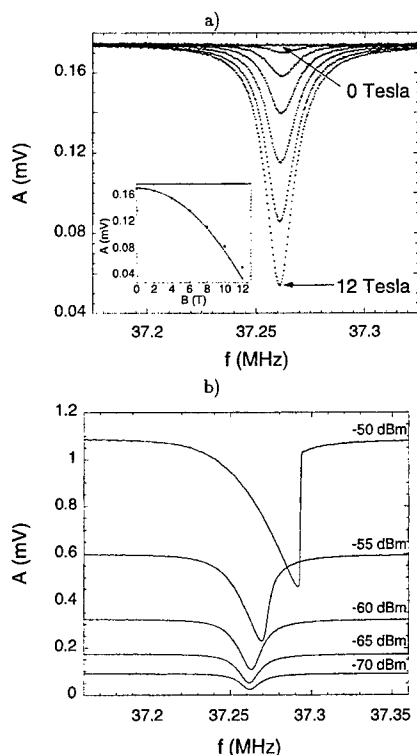 a)
A (mV)
0.16
0.12
0.08
0.04
0 Tesla
12 Tesla
A (mV)
0.16
0.12
0.08
0.04
0 2 4 6 8 10 12
B (T)
37.2 37.25 37.3
f (MHz)
b)
A (mV)
1.2
1
0.8
0.6
0.4
0.2
0
-50 dBm
-55 dBm
-60 dBm
-65 dBm
-70 dBm
37.2 37.25 37.3 37.35
f (MHz)